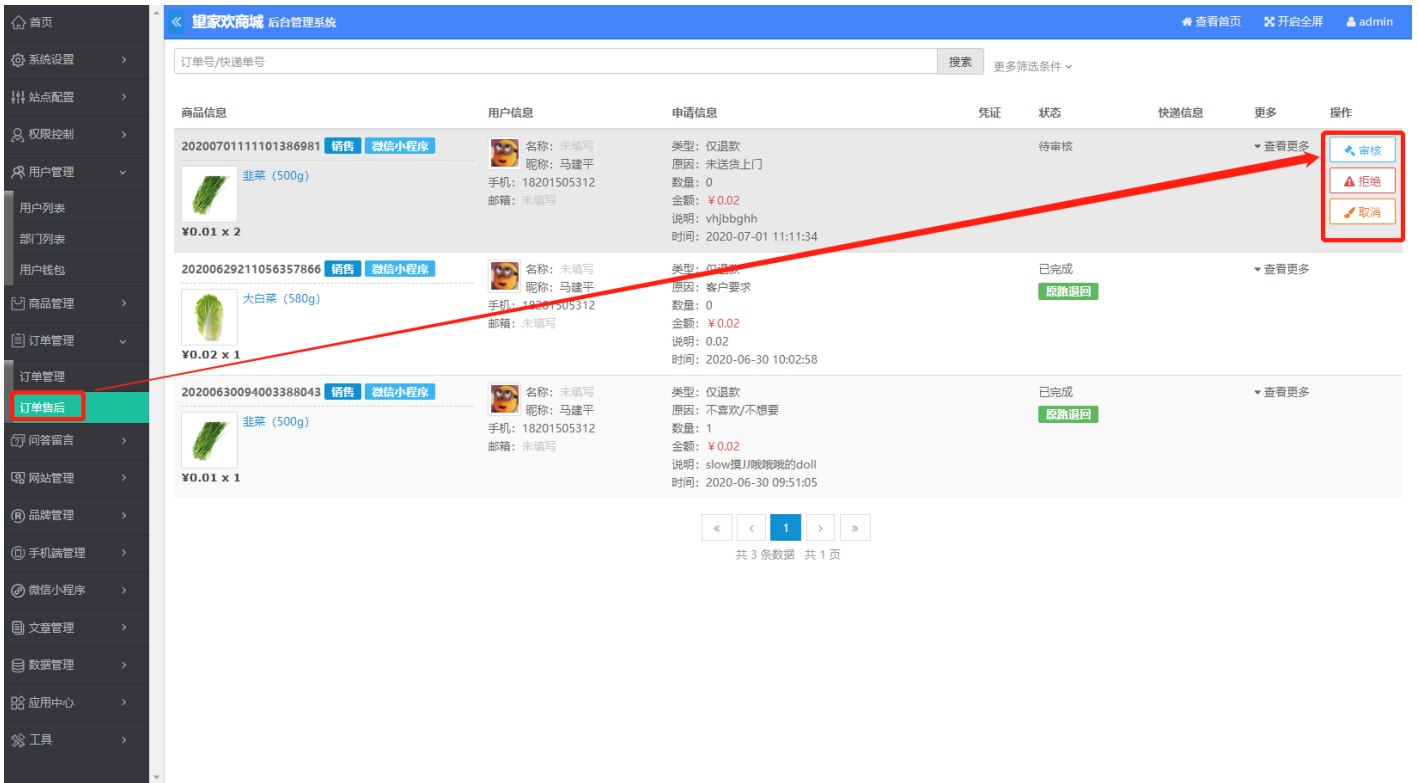 首页
系统设置
站点配置
权限控制
用户管理
用户列表
部门列表
用户钱包
商品管理
订单管理
订单管理
订单售后
问答留言
网站管理
品牌管理
手机端管理
微信小程序
文章管理
数据管理
应用中心
工具
望家欢商城 后台管理系统
查看首页 开启全屏 admin
订单号/快递单号 搜索 更多筛选条件
商品信息 用户信息 申请信息 凭证 状态 快递信息 更多 操作
20200701111101386981 销售 微信小程序
韭菜（500g）
¥0.01 x 2
名称：未填写
昵称：马建平
手机：18201505312
邮箱：未填写
类型：仅退款
原因：未送货上门
数量：0
金额：￥0.02
说明：vhjbbghh
时间：2020-07-01 11:11:34
待审核
查看更多
审核
拒绝
取消
20200629211056357866 销售 微信小程序
大白菜（580g）
¥0.02 x 1
名称：未填写
昵称：马建平
手机：18201505312
邮箱：未填写
类型：仅退款
原因：客户要求
数量：0
金额：￥0.02
说明：0.02
时间：2020-06-30 10:02:58
已完成
原路退回
查看更多
20200630094003388043 销售 微信小程序
韭菜（500g）
¥0.01 x 1
名称：未填写
昵称：马建平
手机：18201505312
邮箱：未填写
类型：仅退款
原因：不喜欢/不想要
数量：1
金额：￥0.02
说明：slow摸JJ哦哦哦的doll
时间：2020-06-30 09:51:05
已完成
原路退回
查看更多
« ‹ 1 › »
共 3 条数据 共 1 页